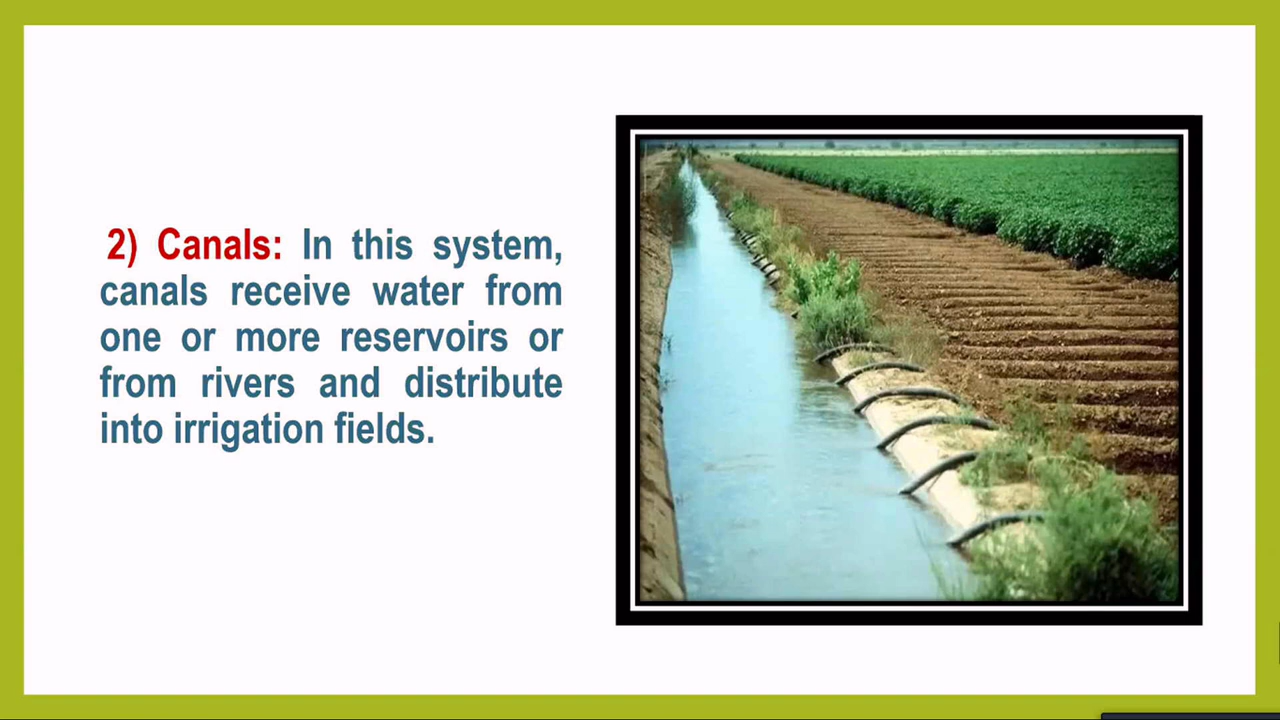 2) Canals: In this system,
canals receive water from
one or more reservoirs or
from rivers and distribute
into irrigation fields.